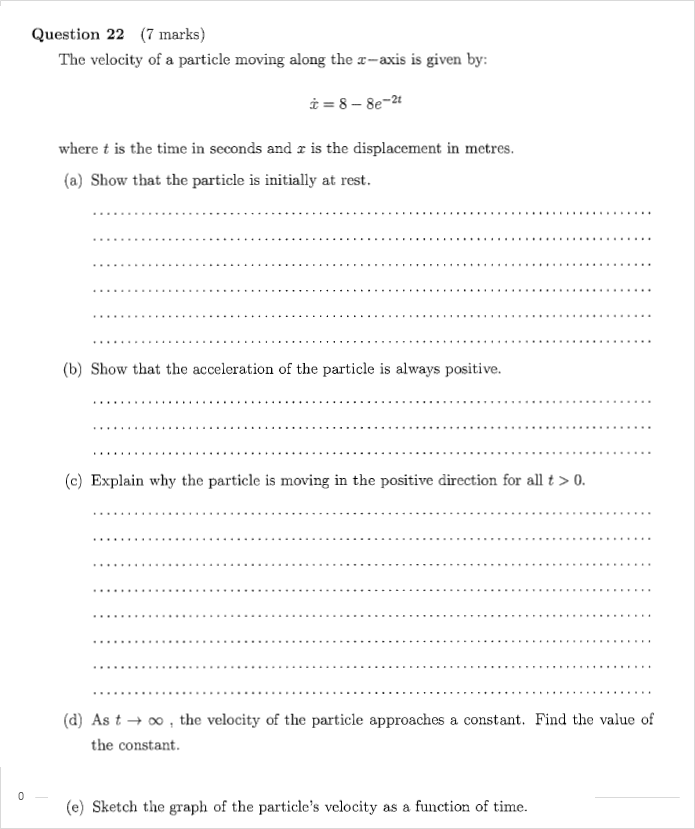 Question 22 (7 marks)
The velocity of a particle moving along the x−axis is given by:
ẋ = 8 − 8e⁻²ᵗ
where t is the time in seconds and x is the displacement in metres.
(a) Show that the particle is initially at rest.
(b) Show that the acceleration of the particle is always positive.
(c) Explain why the particle is moving in the positive direction for all t > 0.
(d) As t → ∞ , the velocity of the particle approaches a constant. Find the value of
the constant.
0
(e) Sketch the graph of the particle's velocity as a function of time.